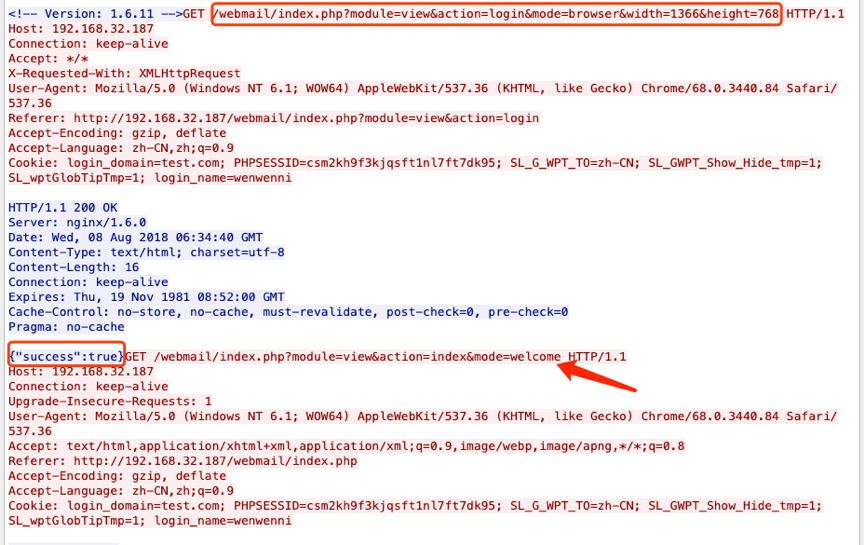 <!-- Version: 1.6.11 -->GET /webmail/index.php?module=view&action=login&mode=browser&width=1366&height=768 HTTP/1.1
Host: 192.168.32.187
Connection: keep-alive
Accept: */*
X-Requested-With: XMLHttpRequest
User-Agent: Mozilla/5.0 (Windows NT 6.1; WOW64) AppleWebKit/537.36 (KHTML, like Gecko) Chrome/68.0.3440.84 Safari/
537.36
Referer: http://192.168.32.187/webmail/index.php?module=view&action=login
Accept-Encoding: gzip, deflate
Accept-Language: zh-CN,zh;q=0.9
Cookie: login_domain=test.com; PHPSESSID=csm2kh9f3kjqsft1nl7ft7dk95; SL_G_WPT_TO=zh-CN; SL_GWPT_Show_Hide_tmp=1;
SL_wptGlobTipTmp=1; login_name=wenwenni
HTTP/1.1 200 OK
Server: nginx/1.6.0
Date: Wed, 08 Aug 2018 06:34:40 GMT
Content-Type: text/html; charset=utf-8
Content-Length: 16
Connection: keep-alive
Expires: Thu, 19 Nov 1981 08:52:00 GMT
Cache-Control: no-store, no-cache, must-revalidate, post-check=0, pre-check=0
Pragma: no-cache
{"success":true}GET /webmail/index.php?module=view&action=index&mode=welcome HTTP/1.1
Host: 192.168.32.187
Connection: keep-alive
Upgrade-Insecure-Requests: 1
User-Agent: Mozilla/5.0 (Windows NT 6.1; WOW64) AppleWebKit/537.36 (KHTML, like Gecko) Chrome/68.0.3440.84 Safari/
537.36
Accept: text/html,application/xhtml+xml,application/xml;q=0.9,image/webp,image/apng,*/*;q=0.8
Referer: http://192.168.32.187/webmail/index.php
Accept-Encoding: gzip, deflate
Accept-Language: zh-CN,zh;q=0.9
Cookie: login_domain=test.com; PHPSESSID=csm2kh9f3kjqsft1nl7ft7dk95; SL_G_WPT_TO=zh-CN; SL_GWPT_Show_Hide_tmp=1;
SL_wptGlobTipTmp=1; login_name=wenwenni